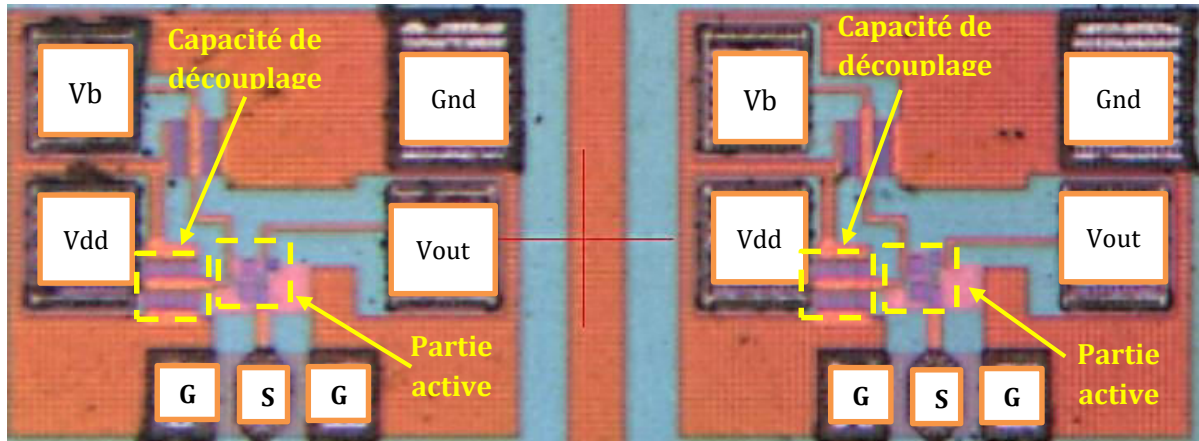 Capacité de
découplage
Vb
Gnd
Vdd
Vout
Partie
active
G S G
Capacité de
découplage
Vb
Gnd
Vdd
Vout
Partie
active
G S G